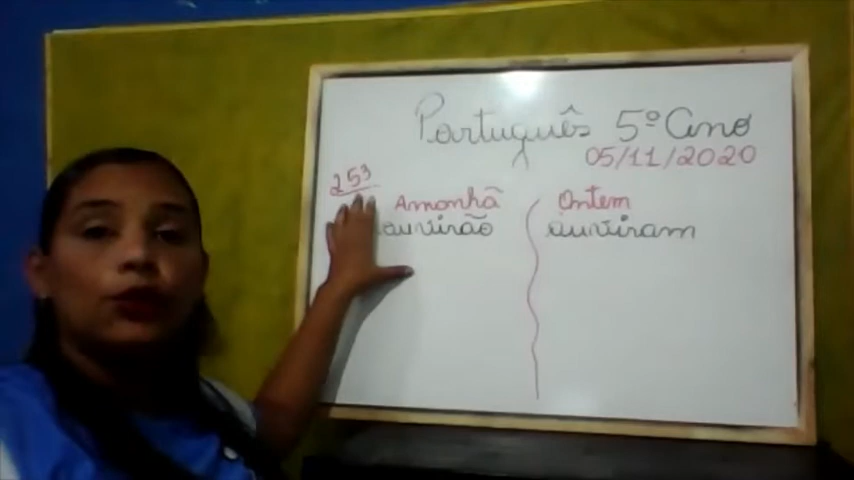 Português 5º Ano
05/11/2020
253
Amanhã Ontem
ouvirão ouviram